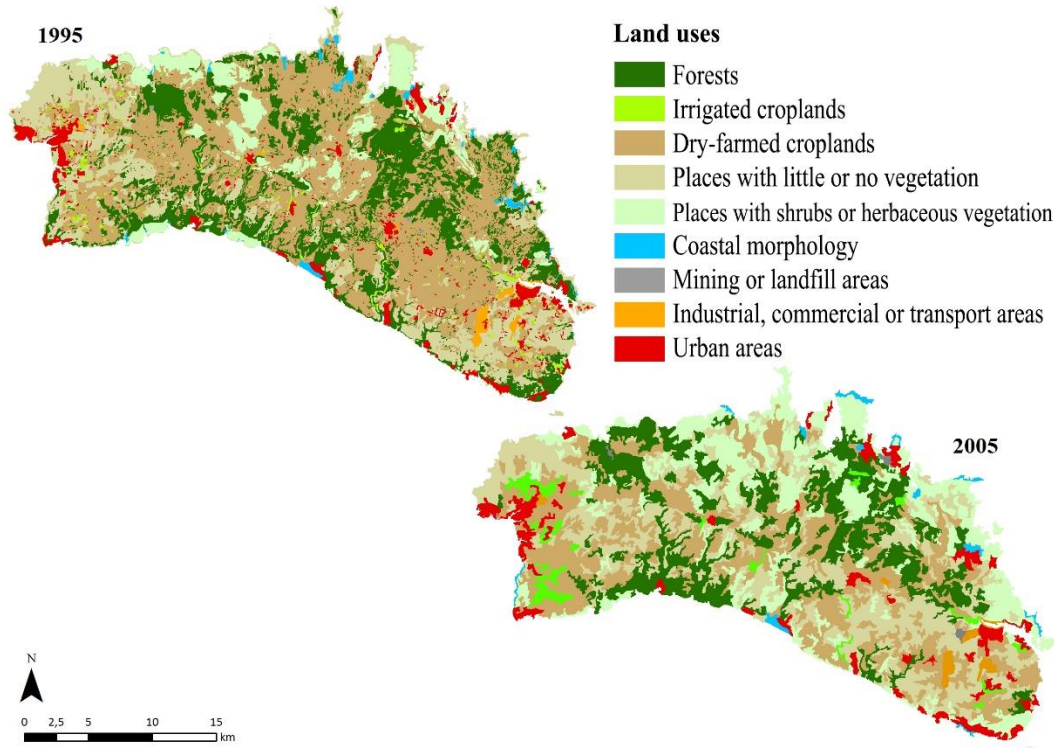 1995
Land uses
Forests
Irrigated croplands
Dry-farmed croplands
Places with little or no vegetation
Places with shrubs or herbaceous vegetation
Coastal morphology
Mining or landfill areas
Industrial, commercial or transport areas
Urban areas
2005
N
0 2,5 5 10 15
km